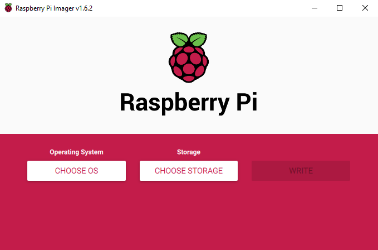 Raspberry Pi Imager v1.6.2
Raspberry Pi
Operating System
Storage
CHOOSE OS
CHOOSE STORAGE
WRITE